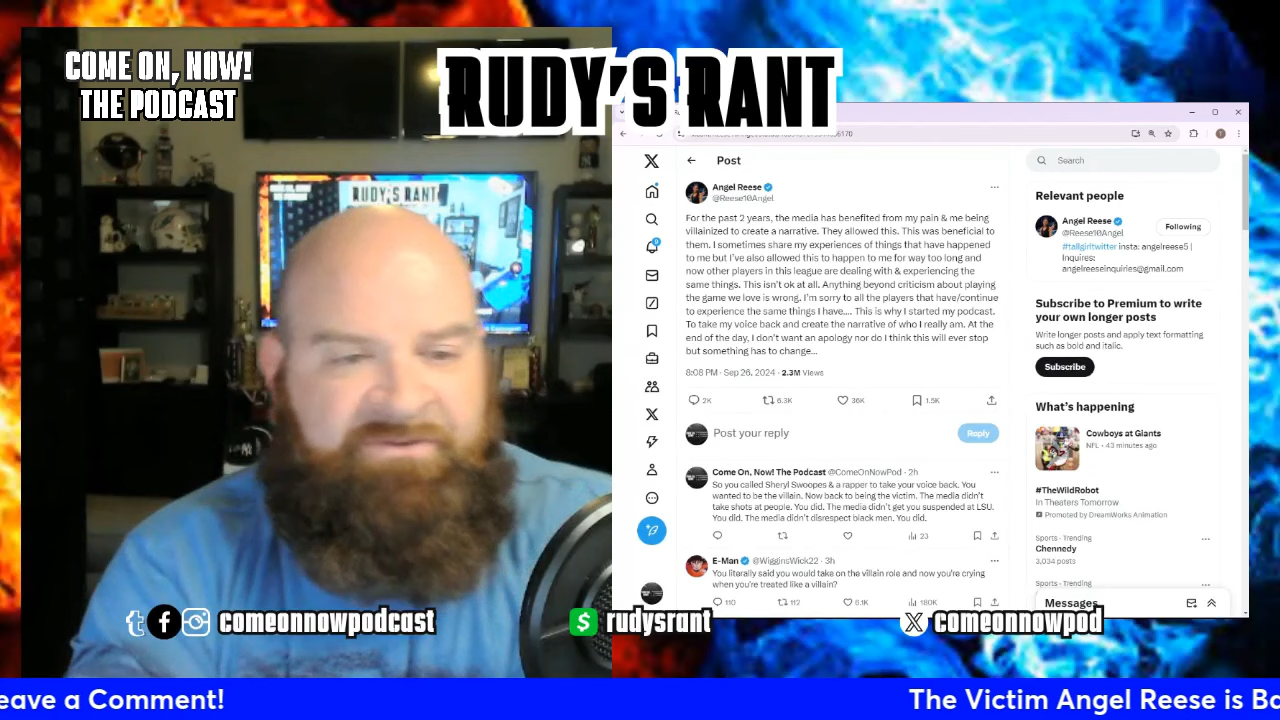 COME ON, NOW!
THE PODCAST
RUDY'S RANT
RUDY'S RANT
Post
Search
Angel Reese
@Reese10Angel
For the past 2 years, the media has benefited from my pain & me being
villainized to create a narrative. They allowed this. This was beneficial to
them. I sometimes share my experiences of things that have happened
to me but I've also allowed this to happen to me for way too long and
now other players in this league are dealing with & experiencing the
same things. This isn't ok at all. Anything beyond criticism about playing
the game we love is wrong. I'm sorry to all the players that have/continue
to experience the same things I have.... This is why I started my podcast.
To take my voice back and create the narrative of who I really am. At the
end of the day, I don't want an apology nor do I think this will ever stop
but something has to change...
8:08 PM · Sep 26, 2024 · 2.3M Views
2K 6.3K 36K 1.5K
Post your reply
Reply
Come On, Now! The Podcast @ComeOnNowPod · 2h
So you called Sheryl Swoopes & a rapper to take your voice back. You
wanted to be the villain. Now back to being the victim. The media didn't
take shots at people. You did. The media didn't get you suspended at LSU.
You did. The media didn't disrespect black men. You did.
23
E-Man @WigginsWick22 · 3h
You literally said you would take on the villain role and now you're crying
when you're treated like a villain?
110 112 6.1K 180K
Relevant people
Angel Reese
@Reese10Angel
Following
#tallgirltwitter insta: angelreese5 |
Inquires:
angelreeseinquiries@gmail.com
Subscribe to Premium to write
your own longer posts
Write longer posts and apply text formatting
such as bold and italic.
Subscribe
What's happening
Cowboys at Giants
NFL · 43 minutes ago
#TheWildRobot
In Theaters Tomorrow
Promoted by DreamWorks Animation
Sports · Trending
Chennedy
3,034 posts
Sports · Trending
Messages
comeonnowpodcast
rudysrant
comeonnowpod
eave a Comment!
The Victim Angel Reese is Ba